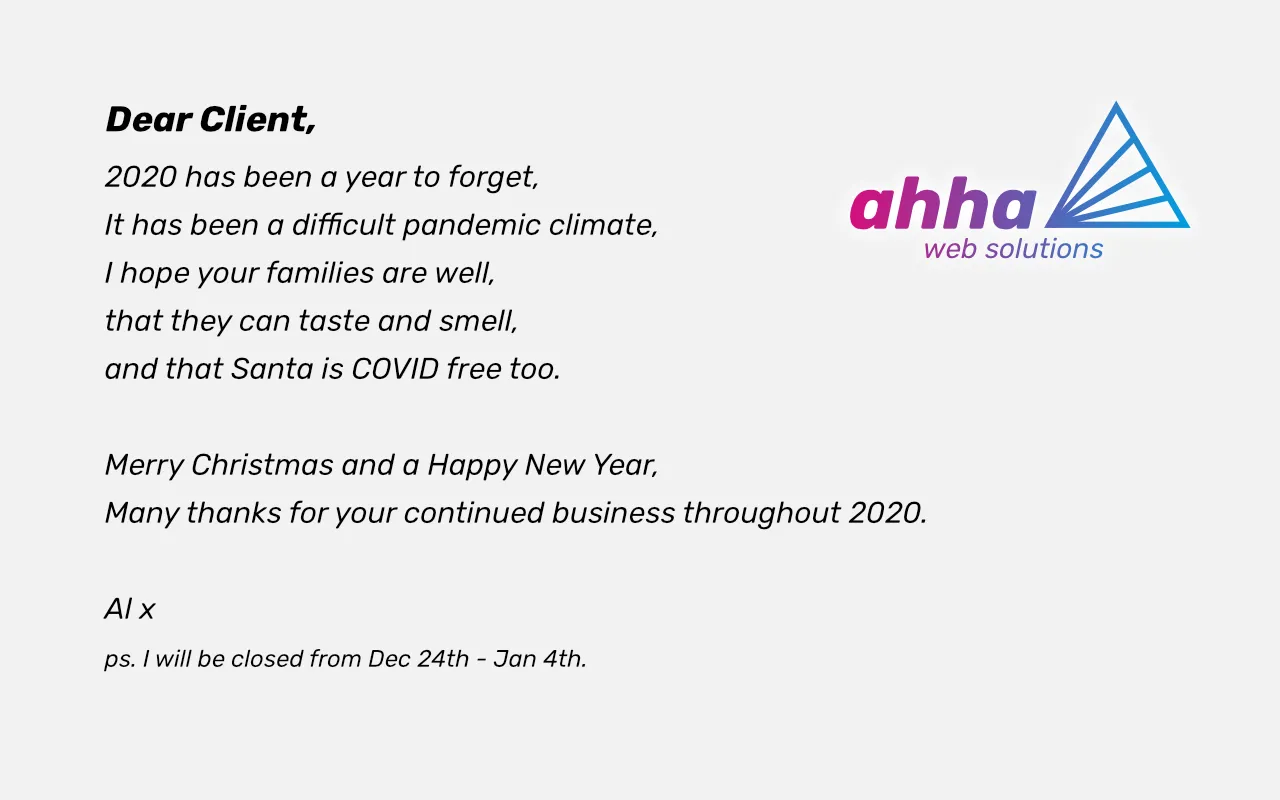 Dear Client,
2020 has been a year to forget,
It has been a difficult pandemic climate,
I hope your families are well,
that they can taste and smell,
and that Santa is COVID free too.
Merry Christmas and a Happy New Year,
Many thanks for your continued business throughout 2020.
Al x
ps. I will be closed from Dec 24th - Jan 4th.
ahha
web solutions